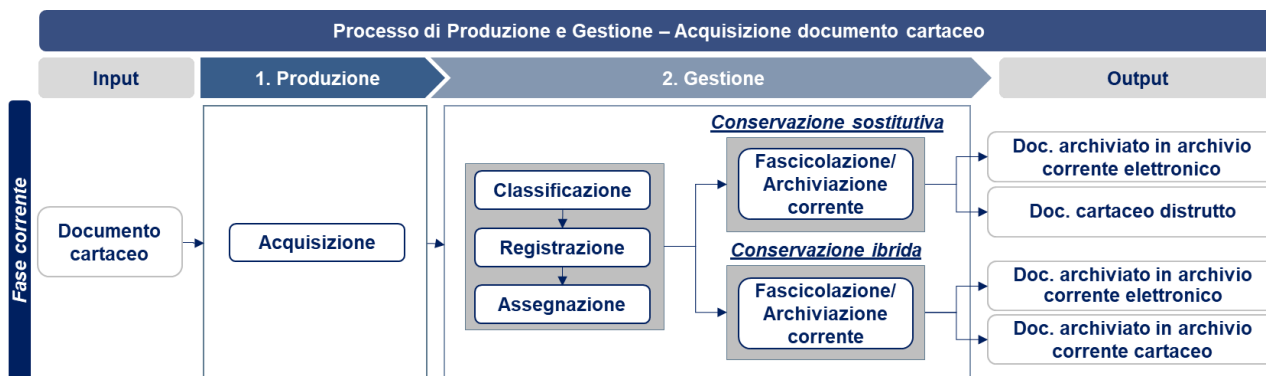 Processo di Produzione e Gestione – Acquisizione documento cartaceo
Input
1. Produzione
2. Gestione
Output
Fase corrente
Documento
cartaceo
Acquisizione
Classificazione
Registrazione
Assegnazione
Conservazione sostitutiva
Fascicolazione/
Archiviazione
corrente
Conservazione ibrida
Fascicolazione/
Archiviazione
corrente
Doc. archiviato in archivio
corrente elettronico
Doc. cartaceo distrutto
Doc. archiviato in archivio
corrente elettronico
Doc. archiviato in archivio
corrente cartaceo